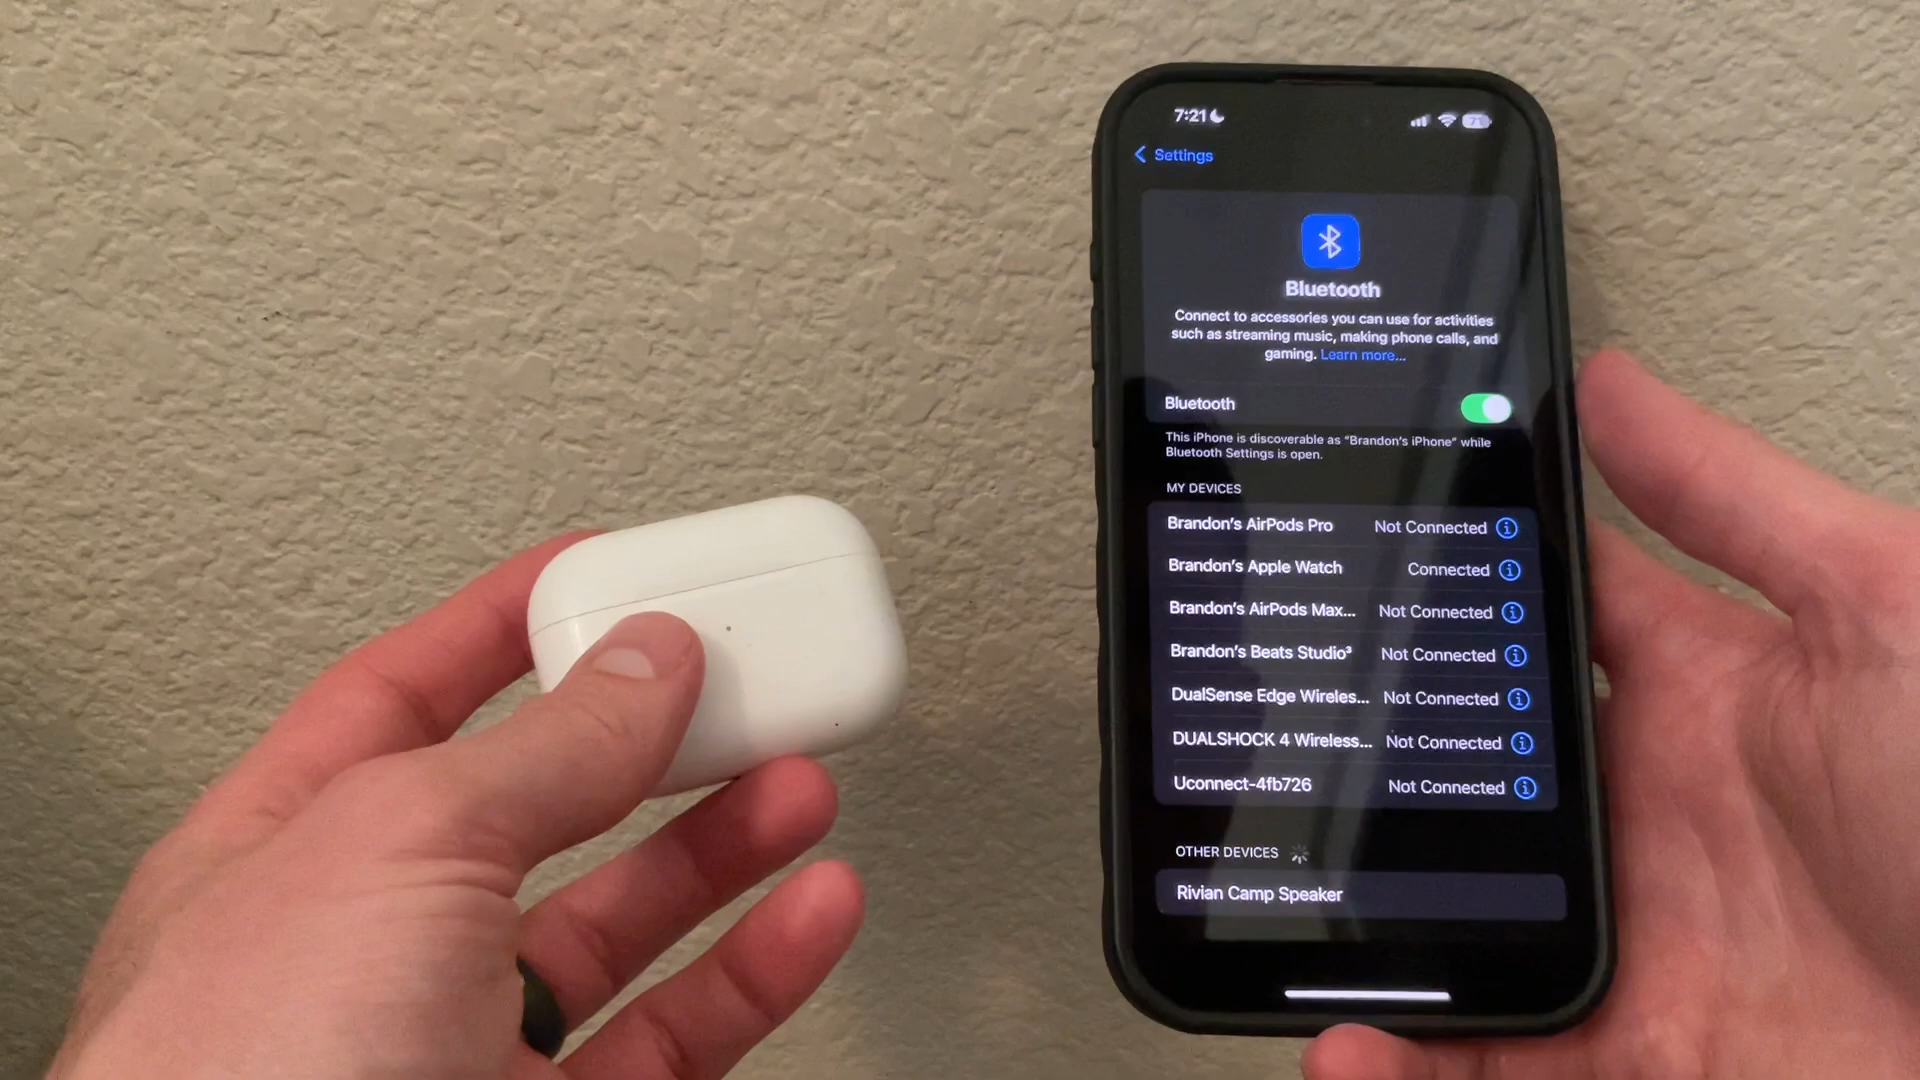 7:21
71
Settings
Bluetooth
Connect to accessories you can use for activities
such as streaming music, making phone calls, and
gaming. Learn more...
Bluetooth
This iPhone is discoverable as “Brandon’s iPhone” while
Bluetooth Settings is open.
MY DEVICES
Brandon’s AirPods Pro Not Connected
Brandon’s Apple Watch Connected
Brandon’s AirPods Max... Not Connected
Brandon’s Beats Studio³ Not Connected
DualSense Edge Wireles... Not Connected
DUALSHOCK 4 Wireless... Not Connected
Uconnect-4fb726 Not Connected
OTHER DEVICES
Rivian Camp Speaker